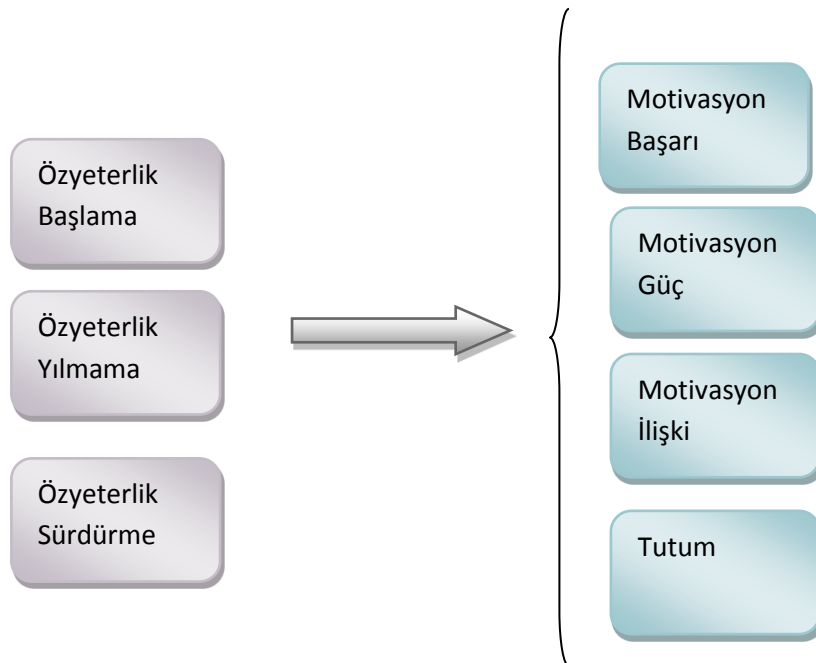 Özyeterlik
Başlama
Özyeterlik
Yılmama
Özyeterlik
Sürdürme
Motivasyon
Başarı
Motivasyon
Güç
Motivasyon
İlişki
Tutum